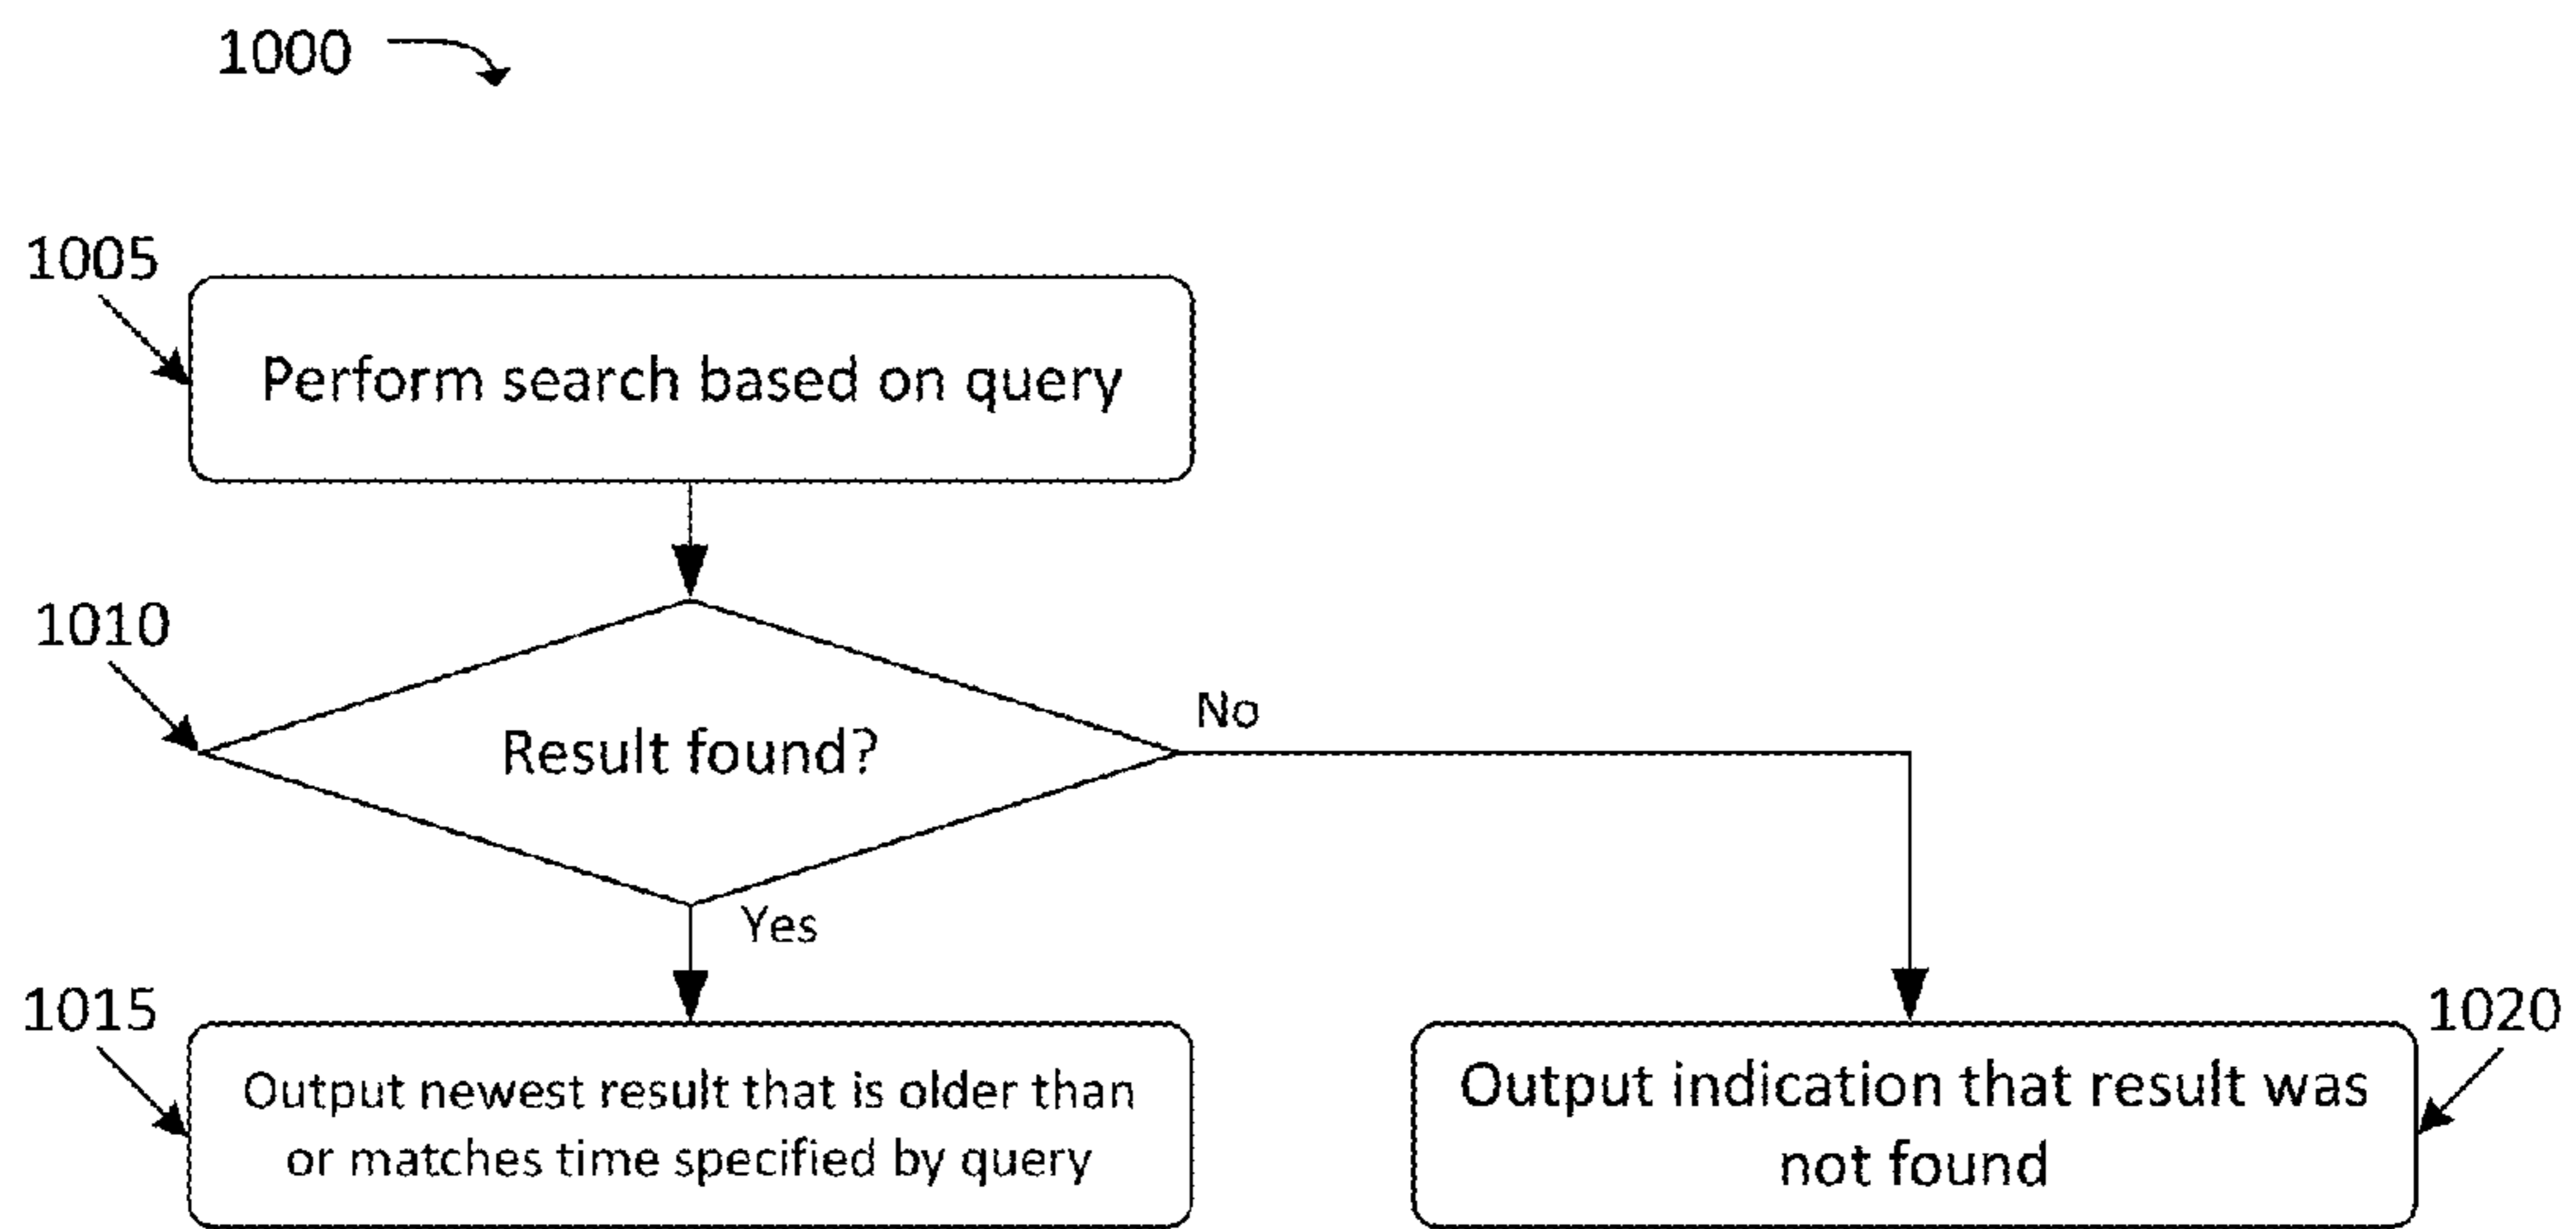 1000
1005
Perform search based on query
1010
Result found?
No
Yes
1015
Output newest result that is older than
or matches time specified by query
Output indication that result was
not found
1020